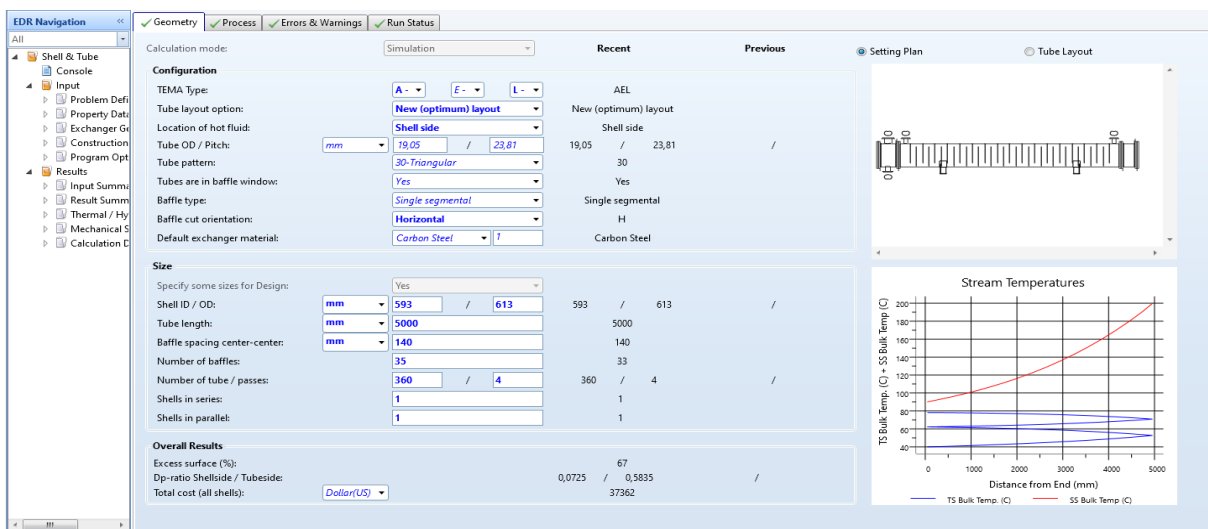 EDR Navigation
All
Shell & Tube
Console
Input
Problem Defi
Property Data
Exchanger Ge
Construction
Program Opt
Results
Input Summa
Result Summ
Thermal / Hy
Mechanical S
Calculation D
Geometry Process Errors & Warnings Run Status
Calculation mode: Simulation Recent Previous
Setting Plan Tube Layout
Configuration
TEMA Type: A - E - L - AEL
Tube layout option: New (optimum) layout New (optimum) layout
Location of hot fluid: Shell side Shell side
Tube OD / Pitch: mm 19,05 / 23,81 19,05 / 23,81 /
Tube pattern: 30-Triangular 30
Tubes are in baffle window: Yes Yes
Baffle type: Single segmental Single segmental
Baffle cut orientation: Horizontal H
Default exchanger material: Carbon Steel 1 Carbon Steel
Size
Specify some sizes for Design: Yes
Shell ID / OD: mm 593 / 613 593 / 613 /
Tube length: mm 5000 5000
Baffle spacing center-center: mm 140 140
Number of baffles: 35 33
Number of tube / passes: 360 / 4 360 / 4 /
Shells in series: 1 1
Shells in parallel: 1 1
Overall Results
Excess surface (%): 67
Dp-ratio Shellside / Tubeside: 0,0725 / 0,5835 /
Total cost (all shells): Dollar(US) 37362
Stream Temperatures
TS Bulk Temp. (C) + SS Bulk Temp (C)
200
180
160
140
120
100
80
60
40
0 1000 2000 3000 4000 5000
Distance from End (mm)
TS Bulk Temp. (C) SS Bulk Temp (C)